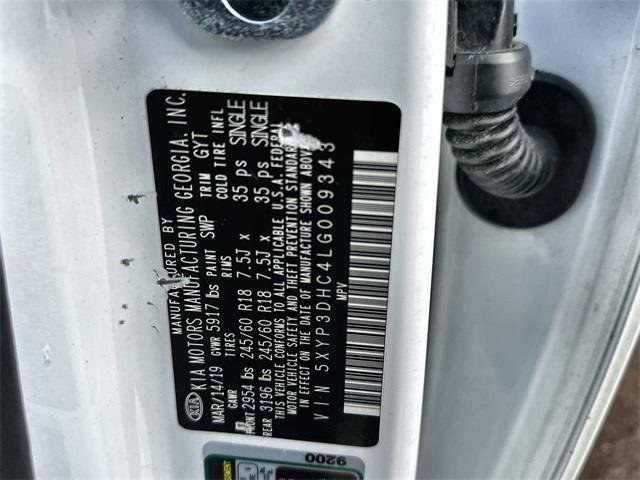 MANUFACTURED BY
KIA KIA MOTORS MANUFACTURING GEORGIA. INC.
MAR/14/19 GVWR 5917 lbs PAINT SWP TRIM GYT
GAWR TIRES RIMS COLD TIRE INFL
FRONT 2954 lbs 245/60 R18 7.5J x 35 ps SINGLE
REAR 3196 lbs 245/60 R18 7.5J x 35 ps SINGLE
THIS VEHICLE CONFORMS TO ALL APPLICABLE U.S.A. FEDERAL
MOTOR VEHICLE SAFETY AND THEFT PREVENTION STANDARDS
IN EFFECT ON THE DATE OF MANUFACTURE SHOWN ABOVE
VIN 5XYP3DHC4LG009343
MPV
9200